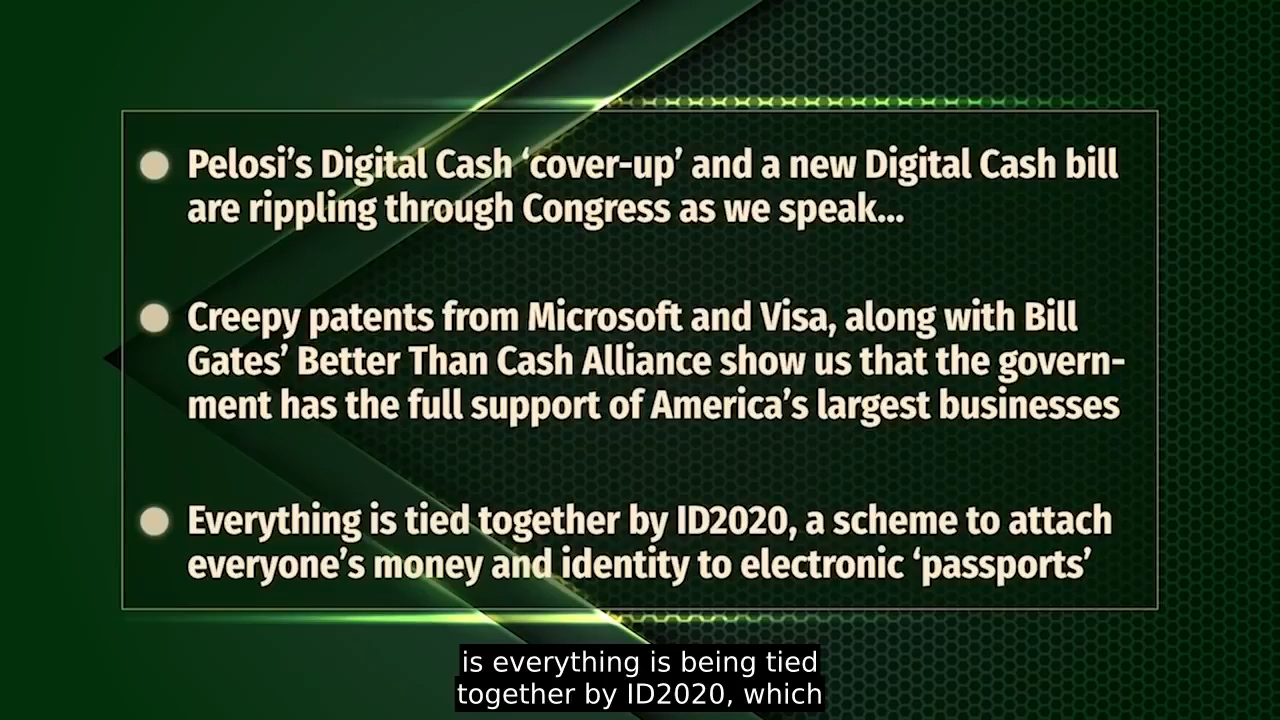 Pelosi’s Digital Cash ‘cover-up’ and a new Digital Cash bill
are rippling through Congress as we speak...
Creepy patents from Microsoft and Visa, along with Bill
Gates’ Better Than Cash Alliance show us that the govern-
ment has the full support of America’s largest businesses
Everything is tied together by ID2020, a scheme to attach
everyone’s money and identity to electronic ‘passports’
is everything is being tied
together by ID2020, which